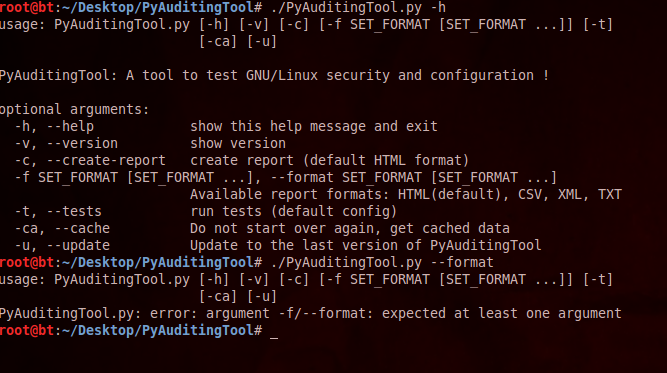 root@bt:~/Desktop/PyAuditingTool# ./PyAuditingTool.py -h
usage: PyAuditingTool.py [-h] [-v] [-c] [-f SET_FORMAT [SET_FORMAT ...]] [-t]
[-ca] [-u]
PyAuditingTool: A tool to test GNU/Linux security and configuration !
optional arguments:
-h, --help show this help message and exit
-v, --version show version
-c, --create-report create report (default HTML format)
-f SET_FORMAT [SET_FORMAT ...], --format SET_FORMAT [SET_FORMAT ...]
Available report formats: HTML(default), CSV, XML, TXT
-t, --tests run tests (default config)
-ca, --cache Do not start over again, get cached data
-u, --update Update to the last version of PyAuditingTool
root@bt:~/Desktop/PyAuditingTool# ./PyAuditingTool.py --format
usage: PyAuditingTool.py [-h] [-v] [-c] [-f SET_FORMAT [SET_FORMAT ...]] [-t]
[-ca] [-u]
PyAuditingTool.py: error: argument -f/--format: expected at least one argument
root@bt:~/Desktop/PyAuditingTool# _